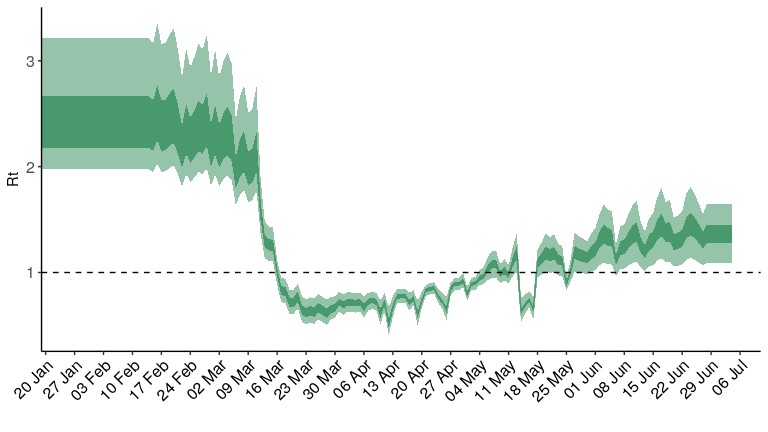 Rt
3
2
1
20 Jan
27 Jan
03 Feb
10 Feb
17 Feb
24 Feb
02 Mar
09 Mar
16 Mar
23 Mar
30 Mar
06 Apr
13 Apr
20 Apr
27 Apr
04 May
11 May
18 May
25 May
01 Jun
08 Jun
15 Jun
22 Jun
29 Jun
06 Jul